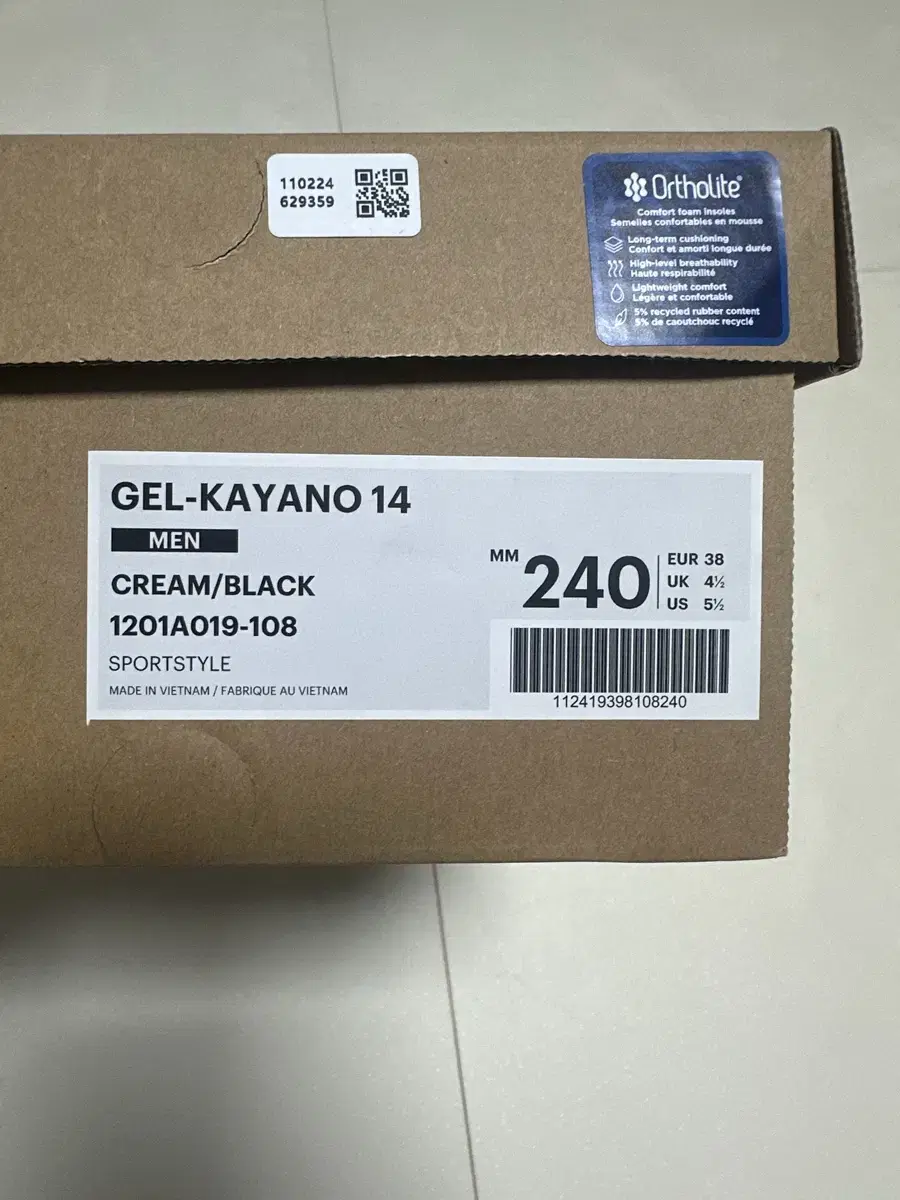 110224
629359
OrthoLite®
Comfort foam insoles
Semelles confortables en mousse
Long-term cushioning
Confort et amorti longue durée
High-level breathability
Haute respirabilité
Lightweight comfort
Légère et confortable
5% recycled rubber content
5% de caoutchouc recyclé
GEL-KAYANO 14
MEN
CREAM/BLACK
1201A019-108
SPORTSTYLE
MADE IN VIETNAM / FABRIQUE AU VIETNAM
MM 240
EUR 38
UK 4½
US 5½
112419398108240